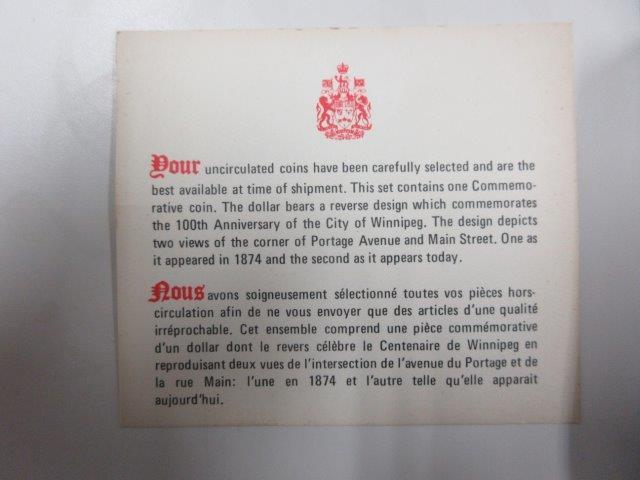 Your uncirculated coins have been carefully selected and are the
best available at time of shipment. This set contains one Commemo-
rative coin. The dollar bears a reverse design which commemorates
the 100th Anniversary of the City of Winnipeg. The design depicts
two views of the corner of Portage Avenue and Main Street. One as
it appeared in 1874 and the second as it appears today.
Nous avons soigneusement sélectionné toutes vos pièces hors-
circulation afin de ne vous envoyer que des articles d'une qualité
irréprochable. Cet ensemble comprend une pièce commémorative
d'un dollar dont le revers célèbre le Centenaire de Winnipeg en
reproduisant deux vues de l'intersection de l'avenue du Portage et de
la rue Main: l'une en 1874 et l'autre telle qu'elle apparait
aujourd'hui.